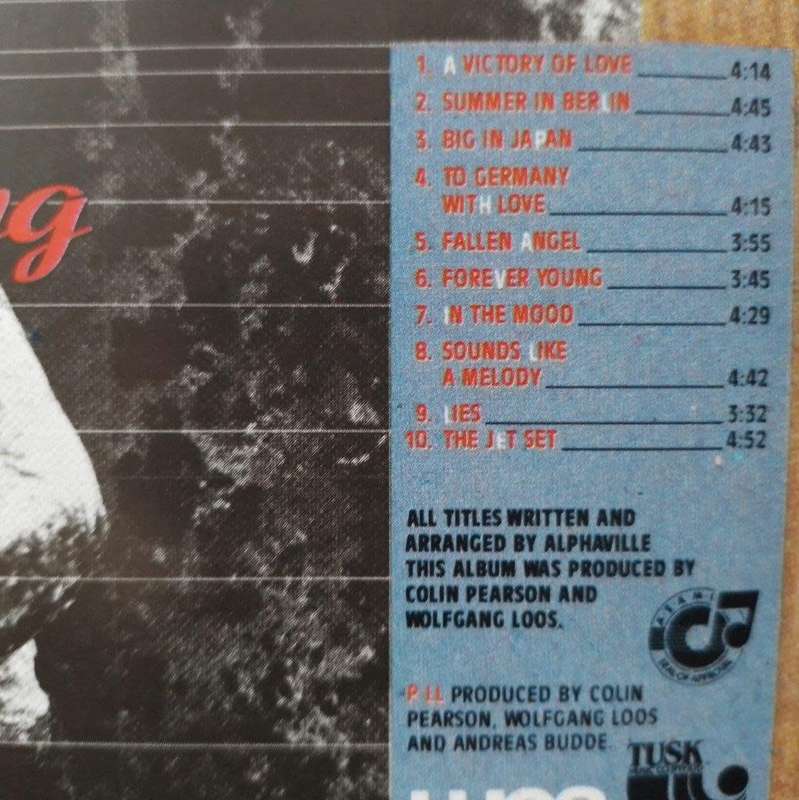 1. A VICTORY OF LOVE 4:14
2. SUMMER IN BERLIN 4:45
3. BIG IN JAPAN 4:43
4. TO GERMANY
WITH LOVE 4:15
5. FALLEN ANGEL 3:55
6. FOREVER YOUNG 3:45
7. IN THE MOOD 4:29
8. SOUNDS LIKE
A MELODY 4:42
9. LIES 3:32
10. THE JET SET 4:52
ALL TITLES WRITTEN AND
ARRANGED BY ALPHAVILLE
THIS ALBUM WAS PRODUCED BY
COLIN PEARSON AND
WOLFGANG LOOS.
SEAL OF APPROVAL
PRODUCED BY COLIN
PEARSON, WOLFGANG LOOS
AND ANDREAS BUDDE.
TUSK